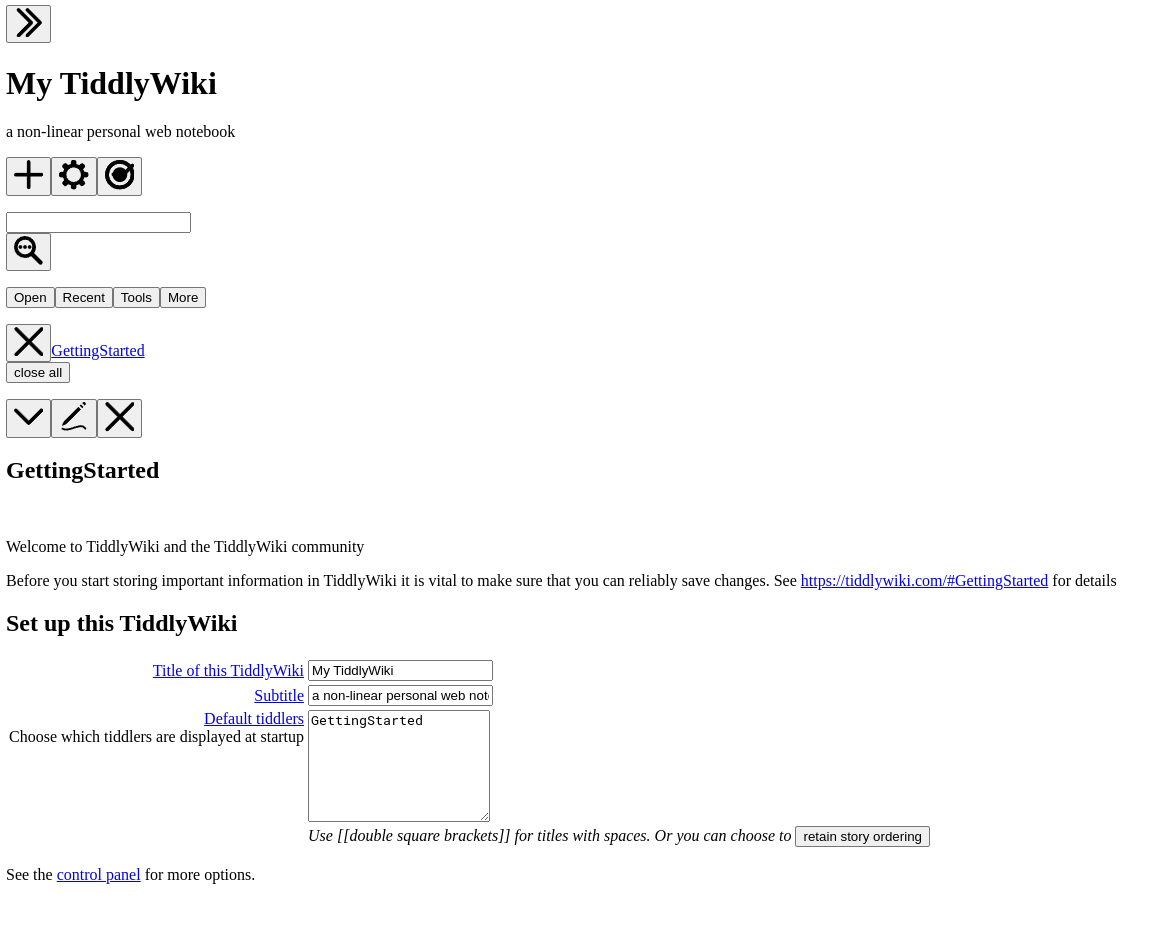 My TiddlyWiki
a non-linear personal web notebook
Open Recent Tools More
GettingStarted
close all
GettingStarted
Welcome to TiddlyWiki and the TiddlyWiki community
Before you start storing important information in TiddlyWiki it is vital to make sure that you can reliably save changes. See https://tiddlywiki.com/#GettingStarted for details
Set up this TiddlyWiki
Title of this TiddlyWiki My TiddlyWiki
Subtitle a non-linear personal web
Default tiddlers GettingStarted
Choose which tiddlers are displayed at startup
Use [[double square brackets]] for titles with spaces. Or you can choose to retain story ordering
See the control panel for more options.